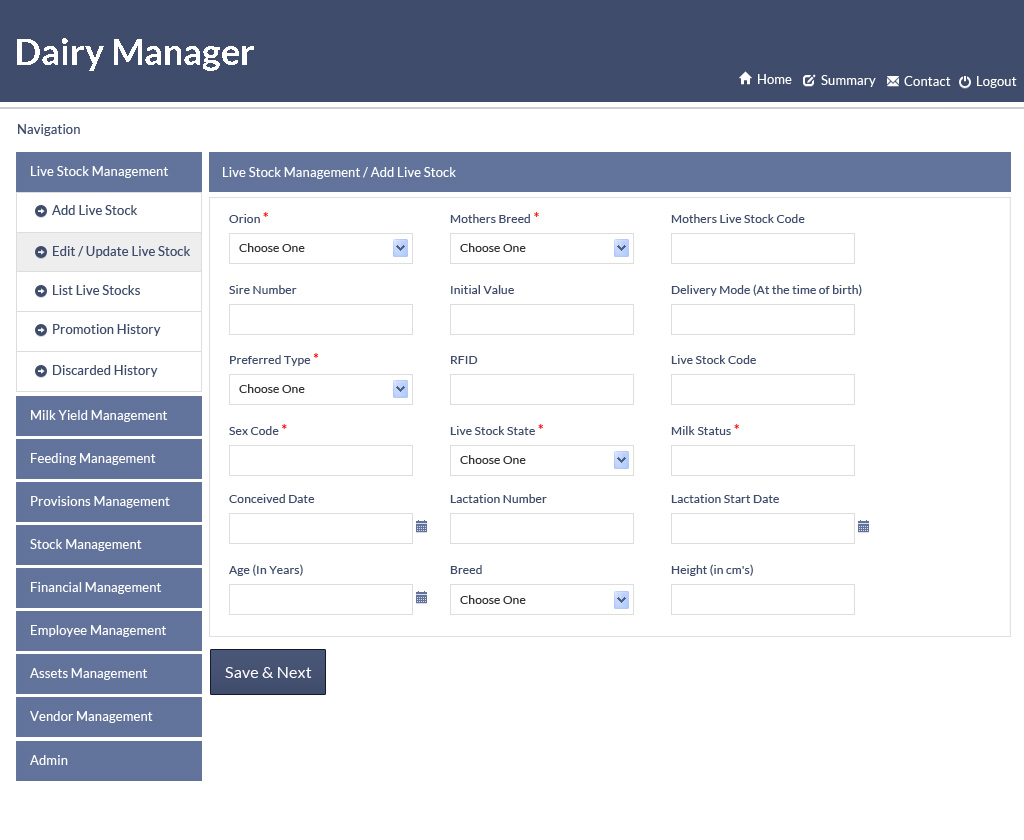 Dairy Manager
Home Summary Contact Logout
Navigation
Live Stock Management
Add Live Stock
Edit / Update Live Stock
List Live Stocks
Promotion History
Discarded History
Milk Yield Management
Feeding Management
Provisions Management
Stock Management
Financial Management
Employee Management
Assets Management
Vendor Management
Admin
Live Stock Management / Add Live Stock
Orion * Mothers Breed * Mothers Live Stock Code
Choose One Choose One
Sire Number Initial Value Delivery Mode (At the time of birth)
Preferred Type * RFID Live Stock Code
Choose One
Sex Code * Live Stock State * Milk Status *
Choose One
Conceived Date Lactation Number Lactation Start Date
Age (In Years) Breed Height (in cm's)
Choose One
Save & Next